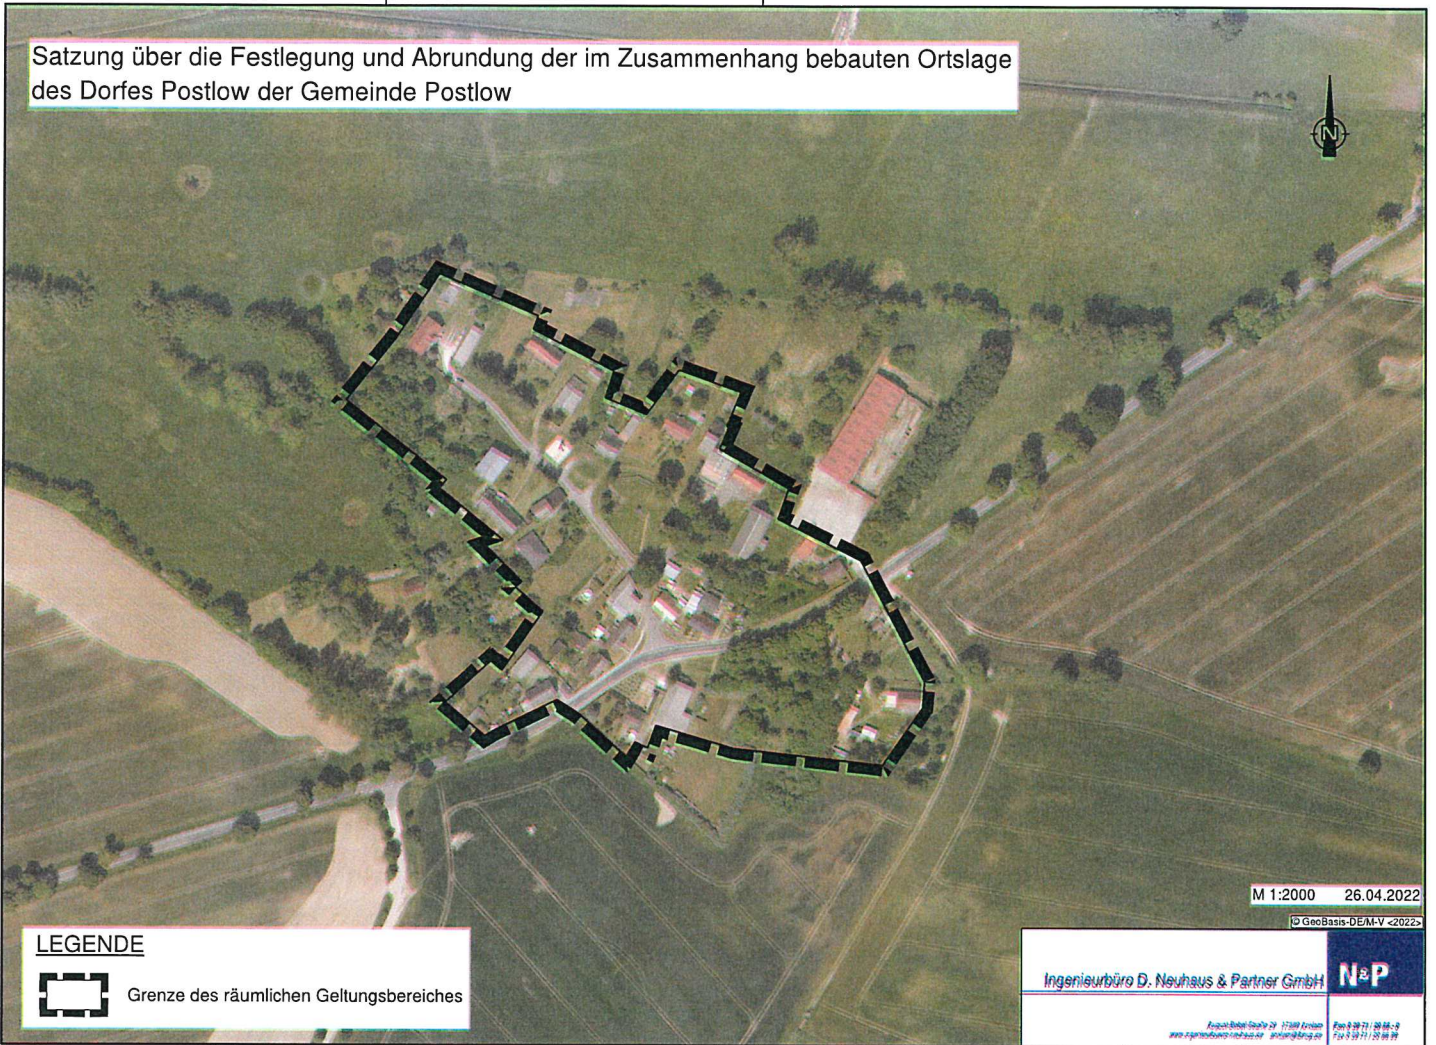 Satzung über die Festlegung und Abrundung der im Zusammenhang bebauten Ortslage
des Dorfes Postlow der Gemeinde Postlow
N
M 1:2000 26.04.2022
© GeoBasis-DE/M-V <2022>
LEGENDE
Grenze des räumlichen Geltungsbereiches
Ingenieurbüro D. Neuhaus & Partner GmbH
N&P